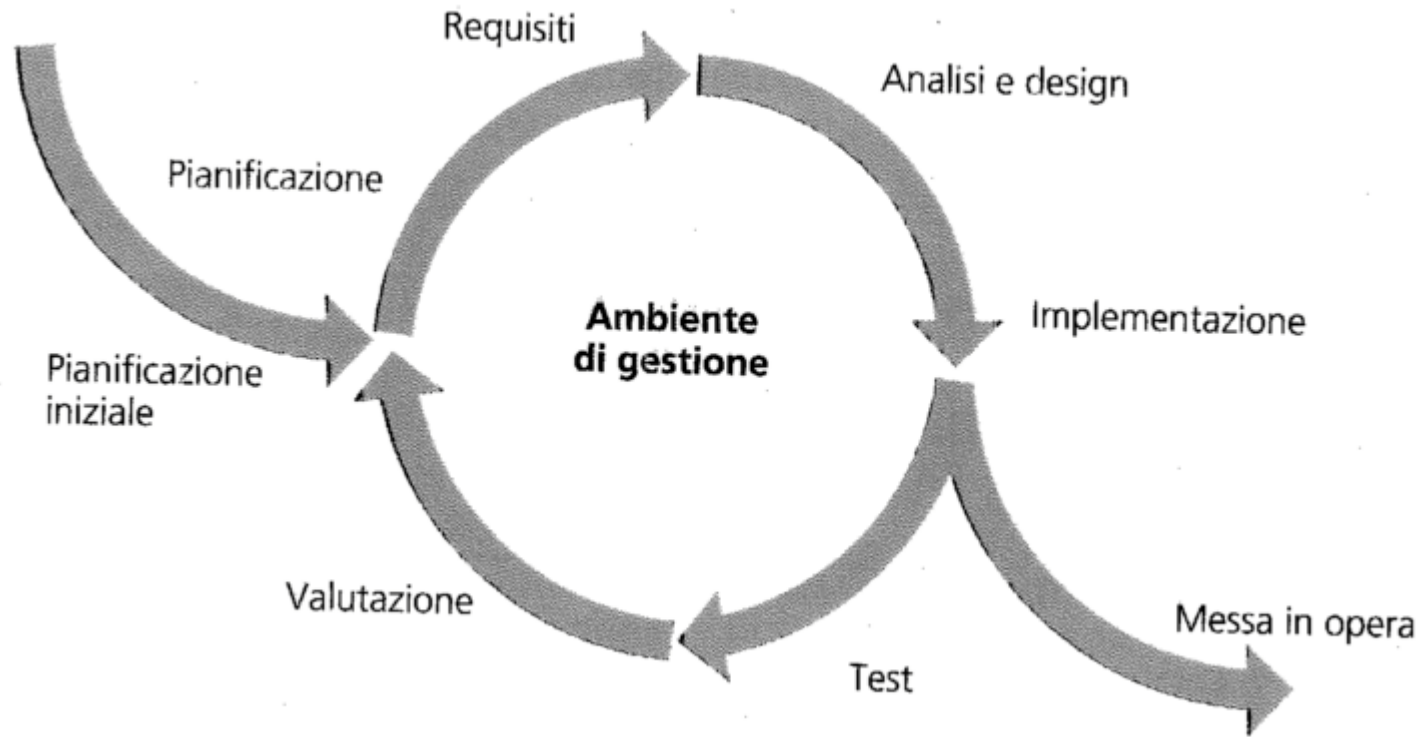 Requisiti
Analisi e design
Pianificazione
Ambiente
di gestione
Implementazione
Pianificazione
iniziale
Valutazione
Messa in opera
Test